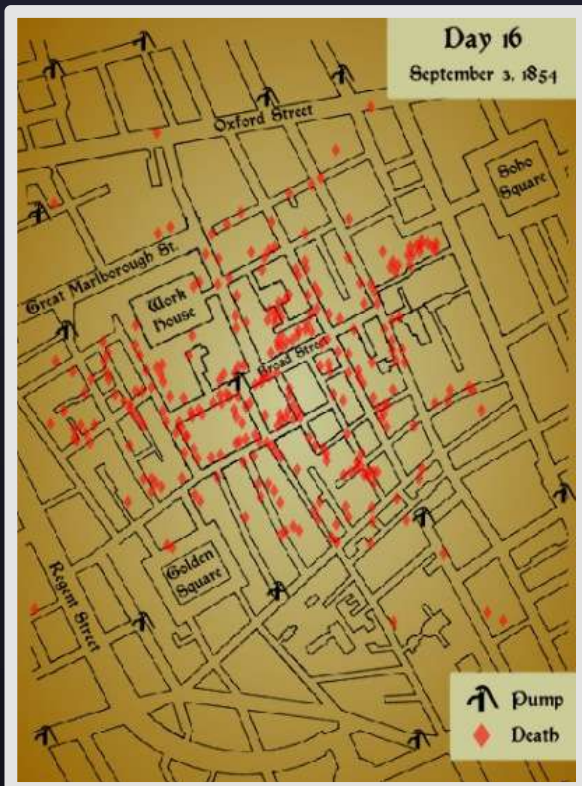 Day 16
September 3, 1854
Oxford Street
Soho
Square
Great Marlborough St.
Work
House
Broad Street
Golden
Square
Regent Street
Pump
Death